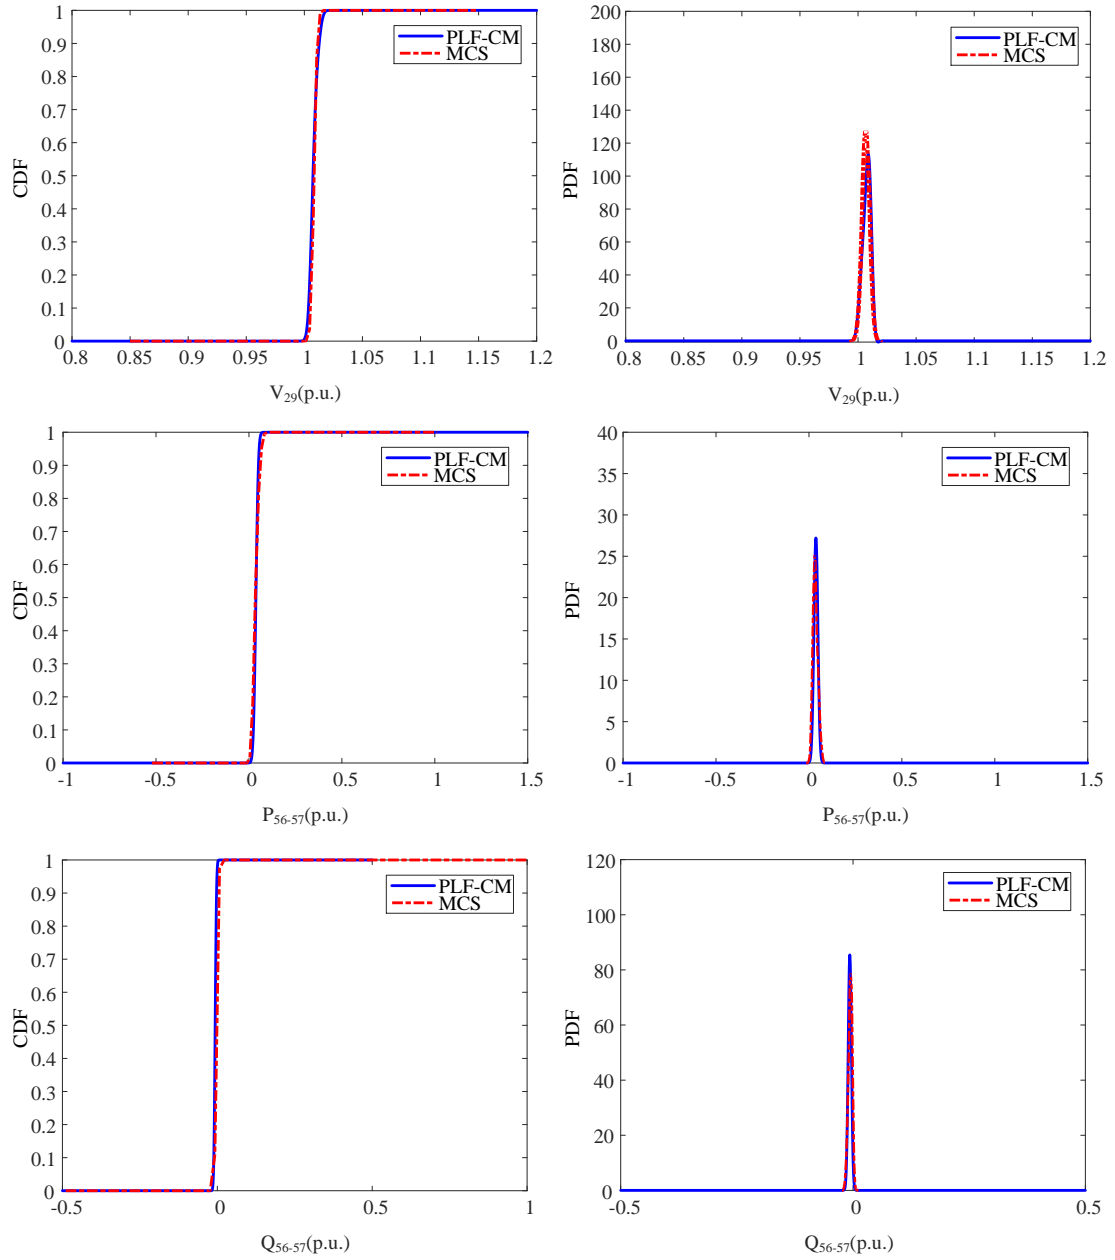 1
0.9
0.8
0.7
0.6
0.5
0.4
0.3
0.2
0.1
0
CDF
PLF-CM
MCS
0.8 0.85 0.9 0.95 1 1.05 1.1 1.15 1.2
V29(p.u.)
200
180
160
140
120
100
80
60
40
20
0
PDF
PLF-CM
MCS
0.8 0.85 0.9 0.95 1 1.05 1.1 1.15 1.2
V29(p.u.)
1
0.9
0.8
0.7
0.6
0.5
0.4
0.3
0.2
0.1
0
CDF
PLF-CM
MCS
-1 -0.5 0 0.5 1 1.5
P56-57(p.u.)
40
35
30
25
20
15
10
5
0
PDF
PLF-CM
MCS
-1 -0.5 0 0.5 1 1.5
P56-57(p.u.)
1
0.9
0.8
0.7
0.6
0.5
0.4
0.3
0.2
0.1
0
CDF
PLF-CM
MCS
-0.5 0 0.5 1
Q56-57(p.u.)
120
100
80
60
40
20
0
PDF
PLF-CM
MCS
-0.5 0 0.5
Q56-57(p.u.)